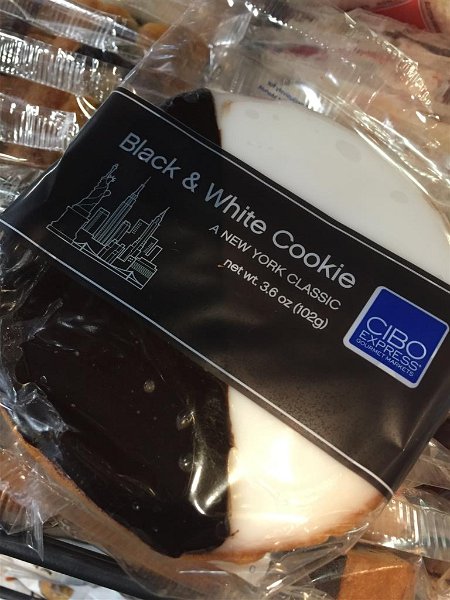 Black & White Cookie
A NEW YORK CLASSIC
net wt. 3.6 oz (102g)
CIBO
EXPRESS
GOURMET MARKETS